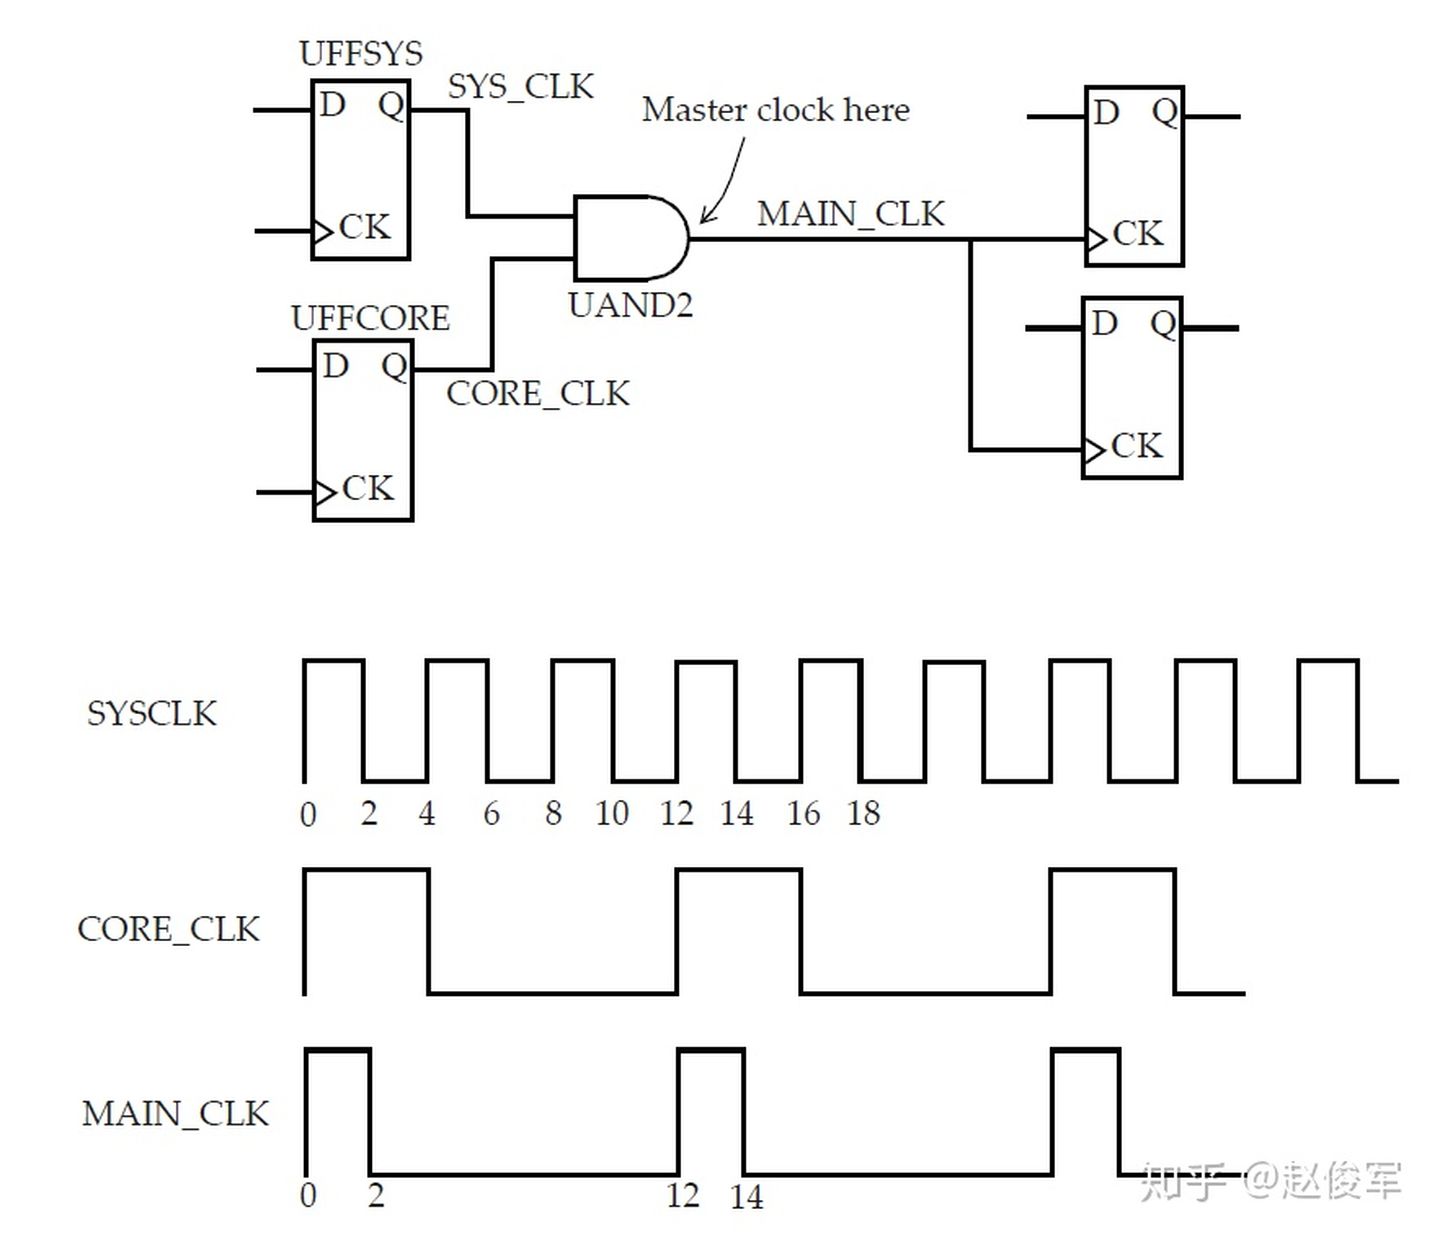 UFFSYS
D Q
SYS_CLK
CK
Master clock here
MAIN_CLK
UAND2
D Q
CK
UFFCORE
D Q
CORE_CLK
CK
D Q
CK
SYSCLK
0 2 4 6 8 10 12 14 16 18
CORE_CLK
MAIN_CLK
0 2 12 14
知乎 @赵俊军